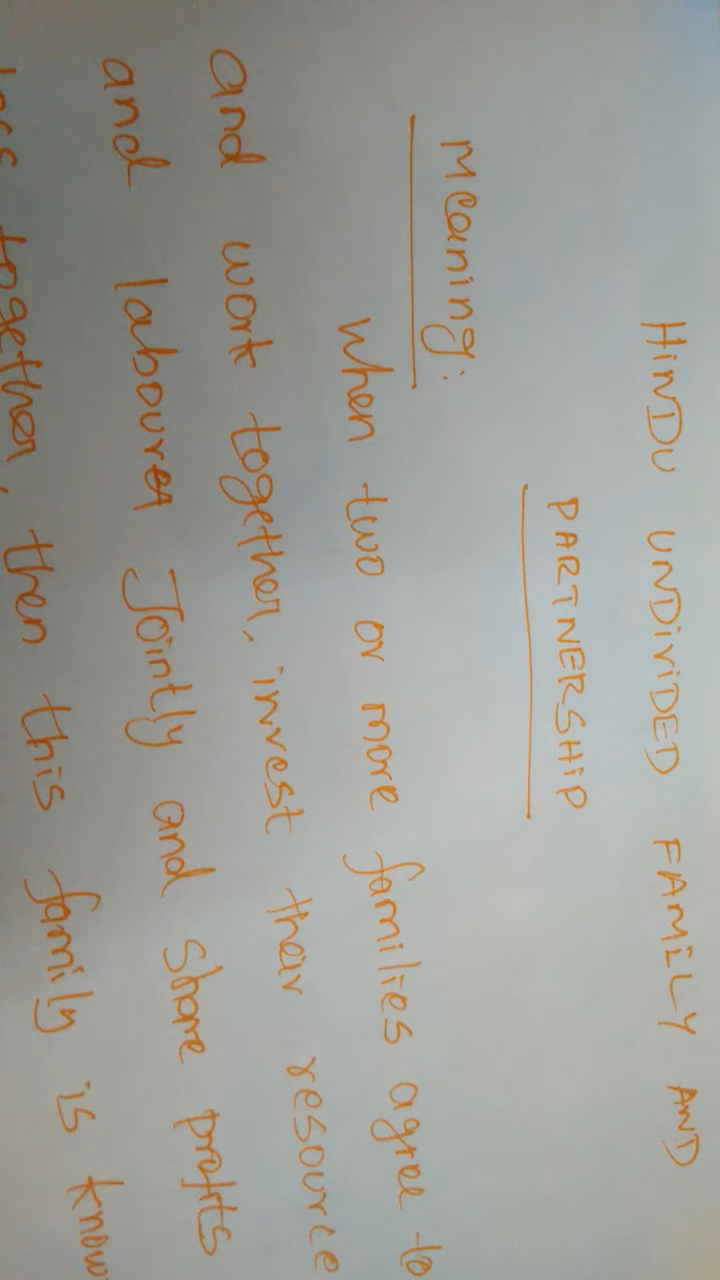 HINDU UNDIVIDED FAMILY AND
PARTNERSHIP
Meaning:
When two or more families agree to
and work together, invest their resource
and labourer Jointly and share profits
together, then this family is know